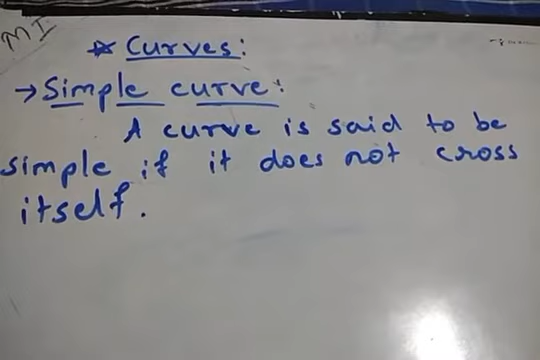 MI
* Curves:
→ Simple curve:
A curve is said to be
simple if it does not cross
itself.